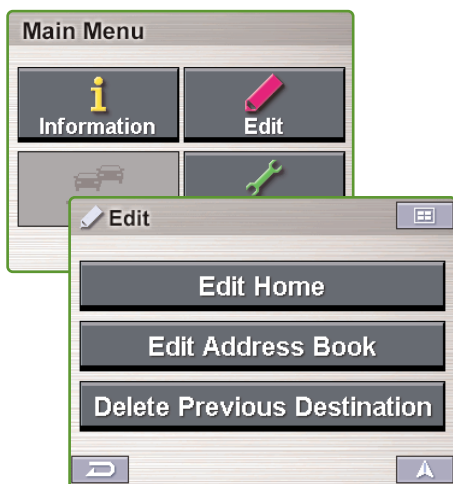 Main Menu
Information
Edit
Edit
Edit Home
Edit Address Book
Delete Previous Destination